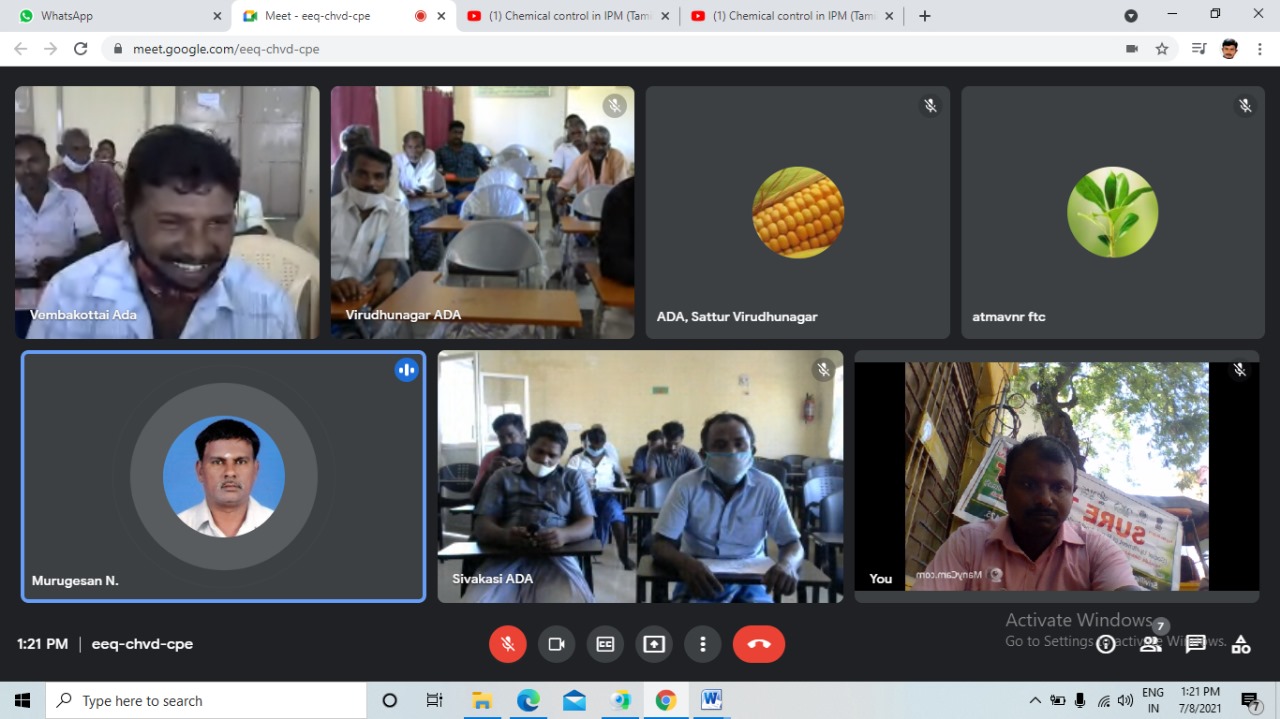 WhatsApp
Meet - eeq-chvd-cpe
(1) Chemical control in IPM (Tam
(1) Chemical control in IPM (Tam
meet.google.com/eeq-chvd-cpe
Vembakottai Ada
Virudhunagar ADA
ADA, Sattur Virudhunagar
atmavnr ftc
Murugesan N.
Sivakasi ADA
SURE
You
ManyCam.com
1:21 PM | eeq-chvd-cpe
Activate Windows
Go to Settings to activate Windows.
7
Type here to search
ENG
IN
1:21 PM
7/8/2021
7